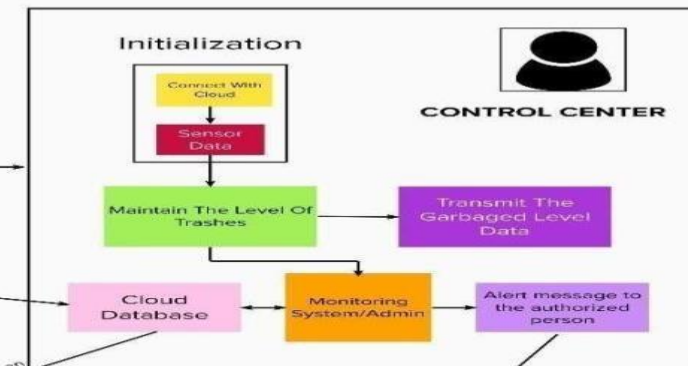 Initialization
Connect With
Cloud
CONTROL CENTER
Sensor
Data
Maintain The Level Of
Trashes
Transmit The
Garbaged Level
Data
Cloud
Database
Monitoring
System/Admin
Alert message to
the authorized
person